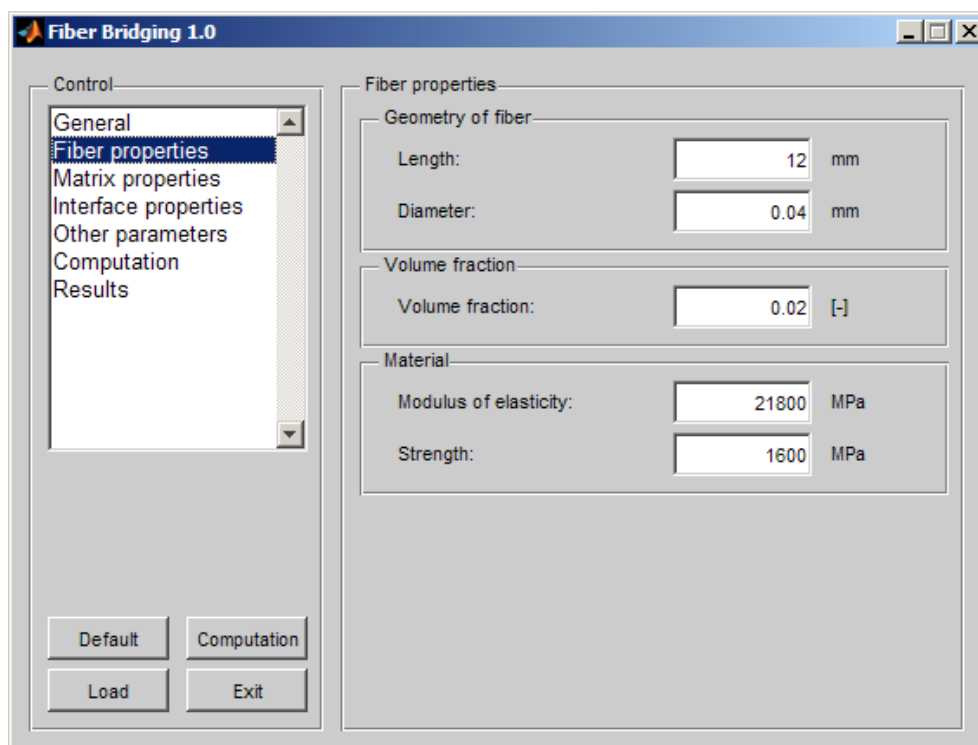 Fiber Bridging 1.0
Control
General
Fiber properties
Matrix properties
Interface properties
Other parameters
Computation
Results
Default
Computation
Load
Exit
Fiber properties
Geometry of fiber
Length: 12 mm
Diameter: 0.04 mm
Volume fraction
Volume fraction: 0.02 [-]
Material
Modulus of elasticity: 21800 MPa
Strength: 1600 MPa